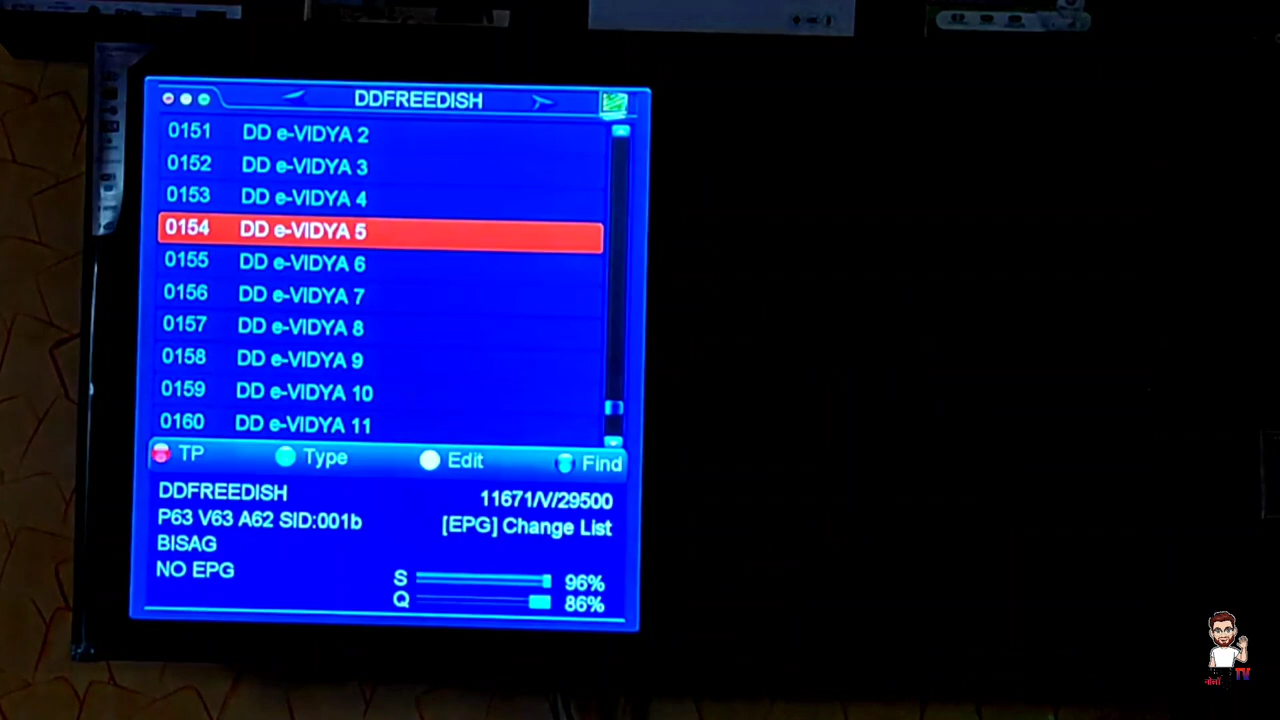 DDFREEDISH
0151 DD e-VIDYA 2
0152 DD e-VIDYA 3
0153 DD e-VIDYA 4
0154 DD e-VIDYA 5
0155 DD e-VIDYA 6
0156 DD e-VIDYA 7
0157 DD e-VIDYA 8
0158 DD e-VIDYA 9
0159 DD e-VIDYA 10
0160 DD e-VIDYA 11
TP Type Edit Find
DDFREEDISH 11671/V/29500
P63 V63 A62 SID:001b [EPG] Change List
BISAG
NO EPG
S 96%
Q 86%
TV